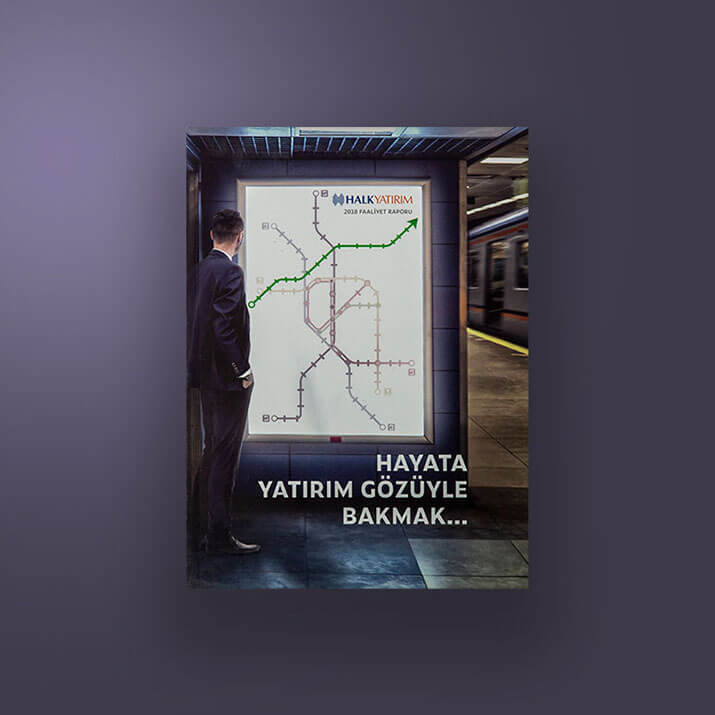 HALKYATIRIM
2018 FAALİYET RAPORU
HAYATA
YATIRIM GÖZÜYLE
BAKMAK...